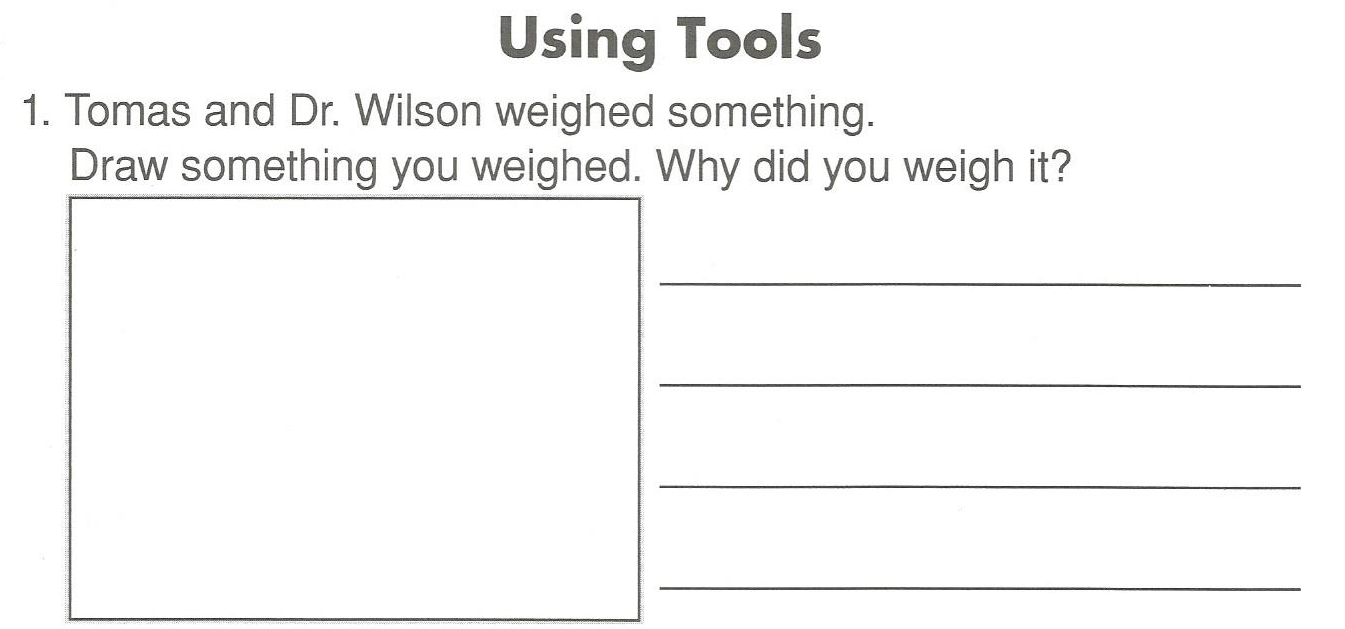 Using Tools
1. Tomas and Dr. Wilson weighed something.
Draw something you weighed. Why did you weigh it?